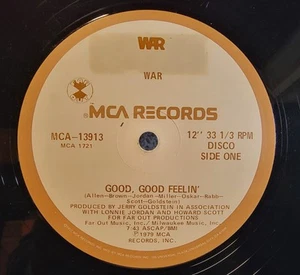 WAR
WAR
MCA RECORDS
MCA-13913
MCA 1721
12" 33 1/3 RPM
DISCO
SIDE ONE
GOOD, GOOD FEELIN'
(Allen-Brown-Jordan-Miller-Oskar-Rabb-
Scott-Goldstein)
PRODUCED BY JERRY GOLDSTEIN IN ASSOCIATION
WITH LONNIE JORDAN AND HOWARD SCOTT
FOR FAR OUT PRODUCTIONS
Far Out Music, Inc./ Milwaukee Music, Inc.
7:43 ASCAP/BMI
Ⓟ1979 MCA
RECORDS, INC.